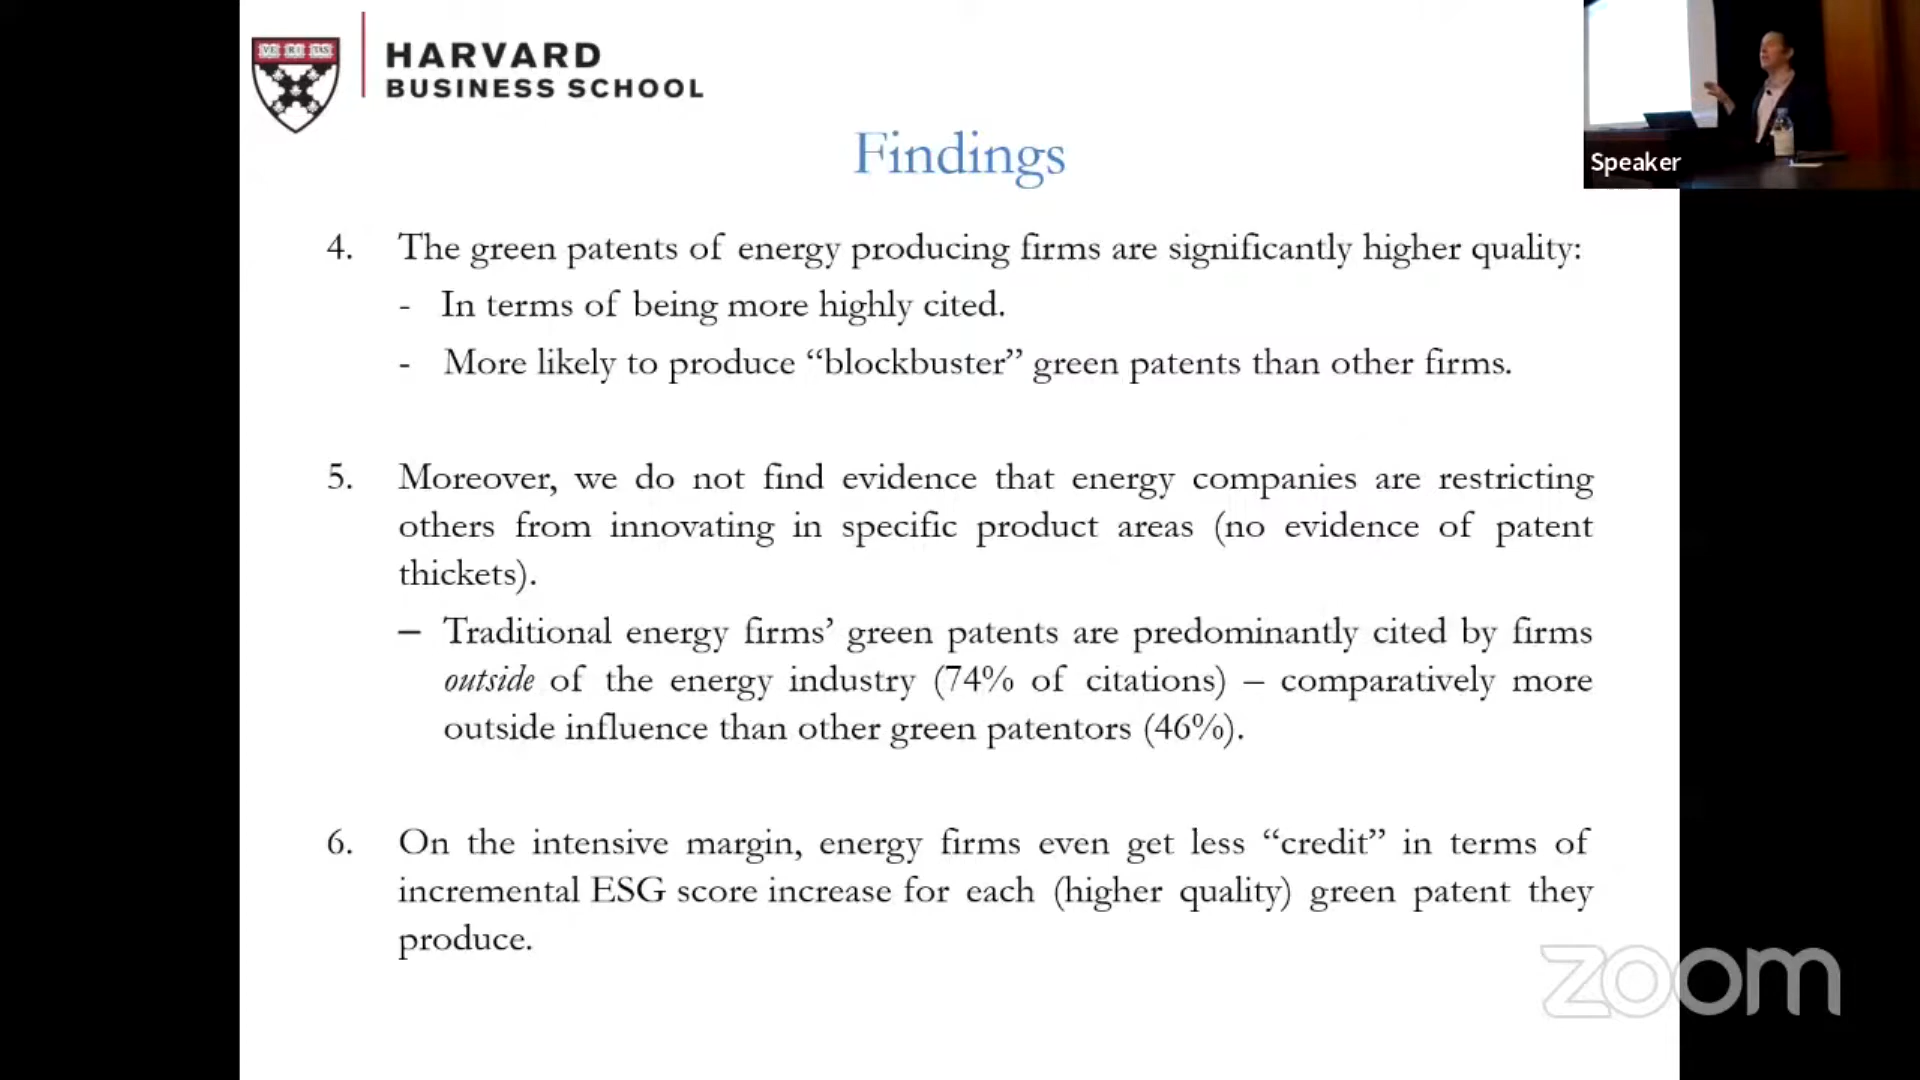 VE RI TAS
HARVARD
BUSINESS SCHOOL
Speaker
Findings
4. The green patents of energy producing firms are significantly higher quality:
- In terms of being more highly cited.
- More likely to produce “blockbuster” green patents than other firms.
5. Moreover, we do not find evidence that energy companies are restricting
others from innovating in specific product areas (no evidence of patent
thickets).
– Traditional energy firms’ green patents are predominantly cited by firms
outside of the energy industry (74% of citations) – comparatively more
outside influence than other green patentors (46%).
6. On the intensive margin, energy firms even get less “credit” in terms of
incremental ESG score increase for each (higher quality) green patent they
produce.
zoom